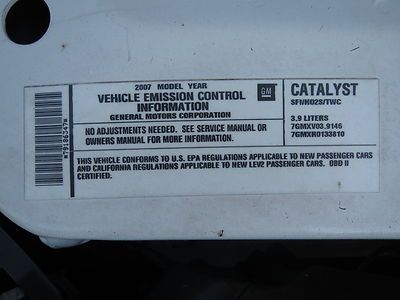 2007 MODEL YEAR
VEHICLE EMISSION CONTROL
INFORMATION
GENERAL MOTORS CORPORATION
GM
CATALYST
SFI/HO2S/TWC
NO ADJUSTMENTS NEEDED. SEE SERVICE MANUAL OR
OWNERS MANUAL FOR MORE INFORMATION.
3.9 LITERS
7GMXV03.9146
7GMXR0133810
THIS VEHICLE CONFORMS TO U.S. EPA REGULATIONS APPLICABLE TO NEW PASSENGER CARS
AND CALIFORNIA REGULATIONS APPLICABLE TO NEW LEV2 PASSENGER CARS. OBD II
CERTIFIED.